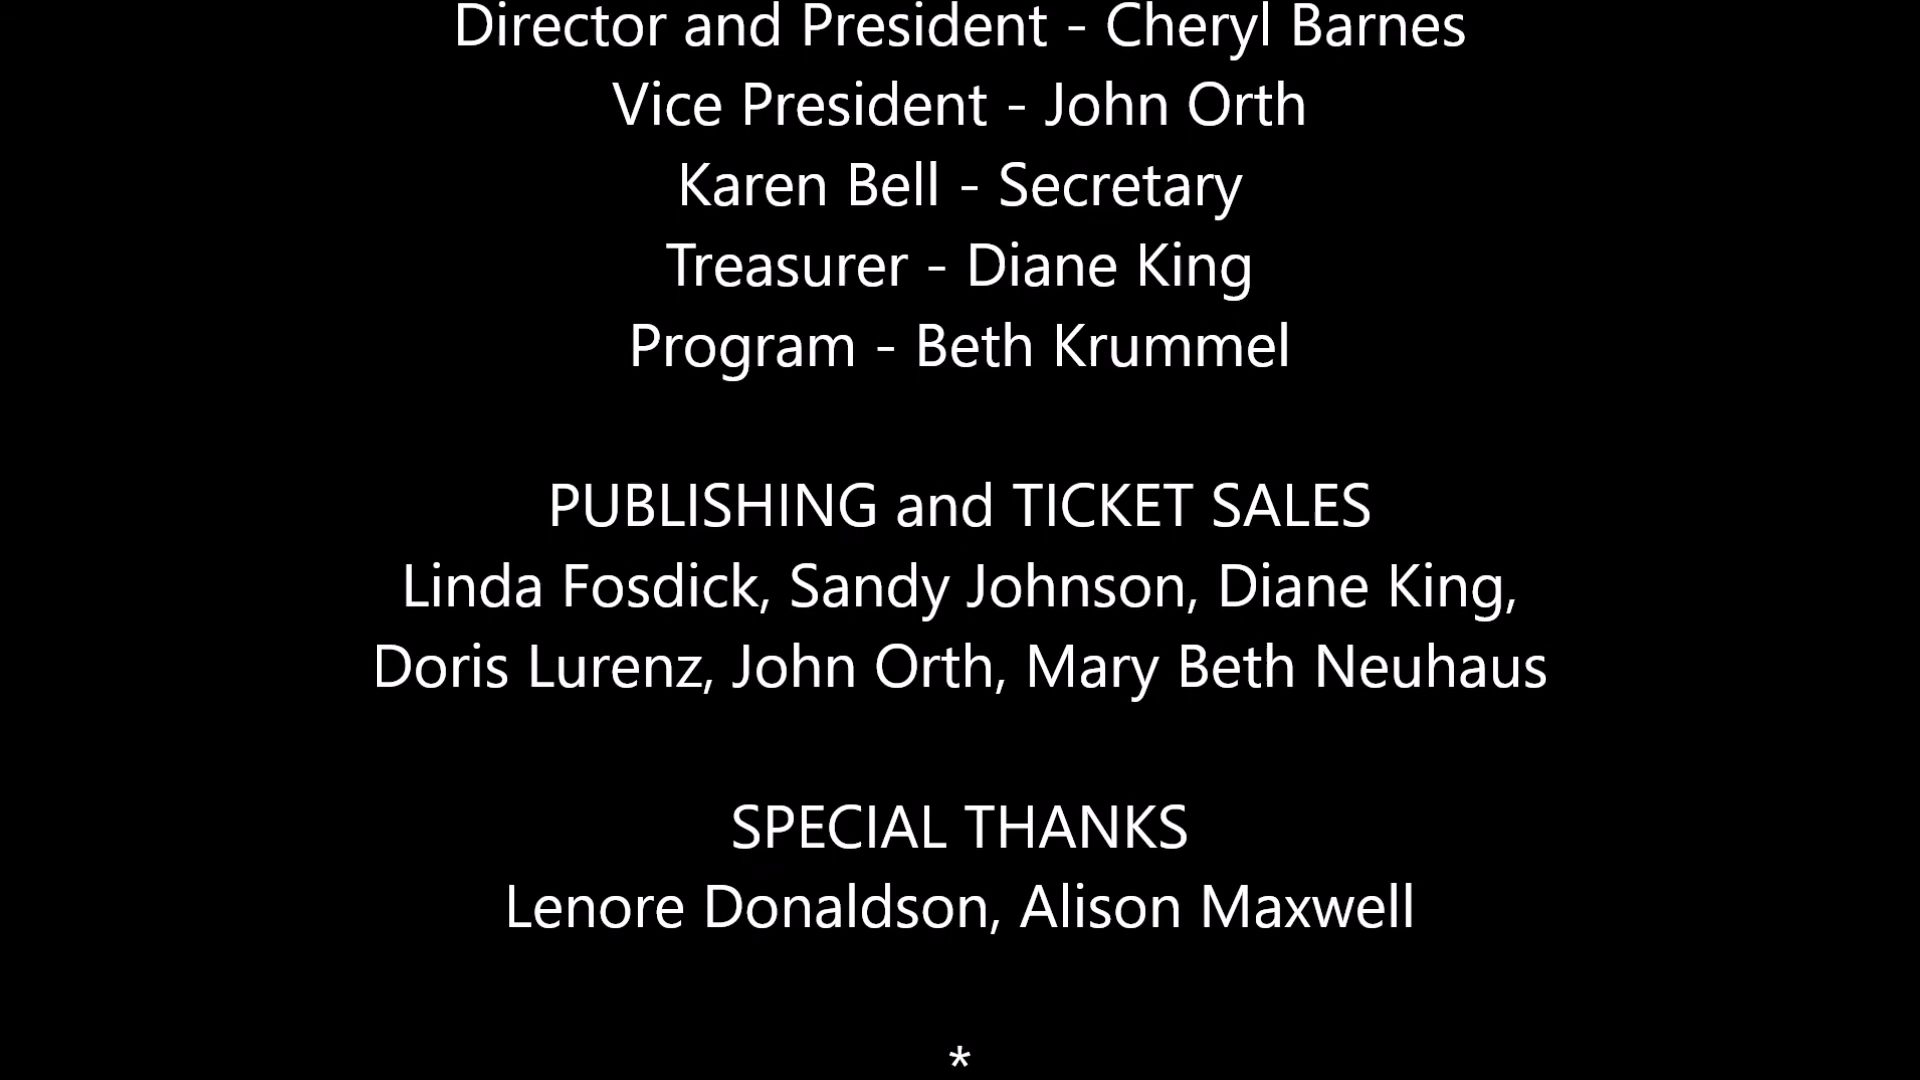 Director and President - Cheryl Barnes
Vice President - John Orth
Karen Bell - Secretary
Treasurer - Diane King
Program - Beth Krummel
PUBLISHING and TICKET SALES
Linda Fosdick, Sandy Johnson, Diane King,
Doris Lurenz, John Orth, Mary Beth Neuhaus
SPECIAL THANKS
Lenore Donaldson, Alison Maxwell
*